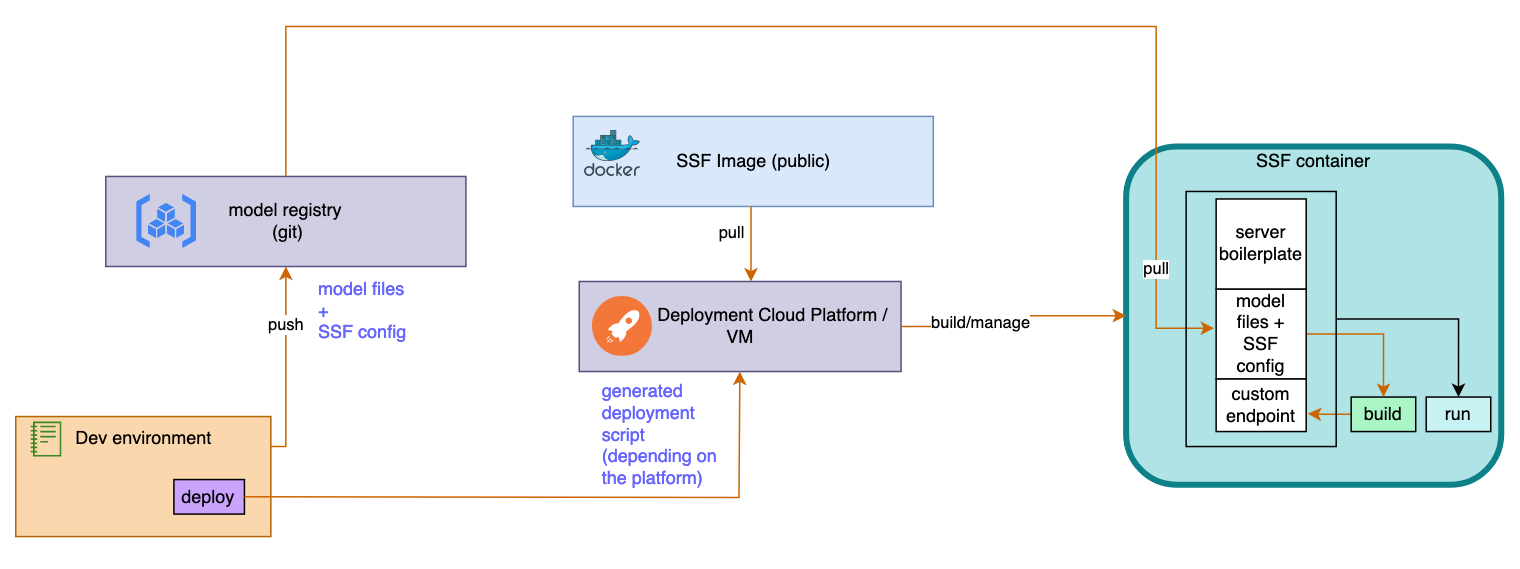 SSF Image (public)
docker
SSF container
model registry
(git)
server
boilerplate
pull
pull
model files
+
SSF config
push
Deployment Cloud Platform /
VM
build/manage
model
files +
SSF
config
generated
deployment
script
(depending on
the platform)
custom
endpoint
build
run
Dev environment
deploy